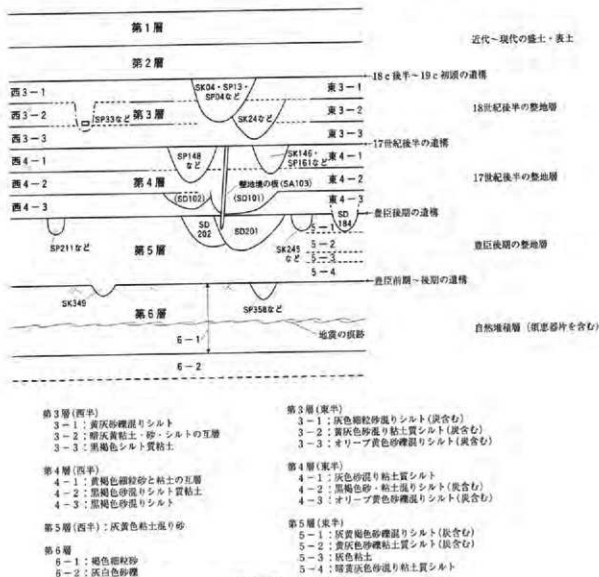 第1層
近代~現代の盛土・表土
第2層
18c後半~19c初頭の遺構
西3-1
SK04・SP13・
SP04など
東3-1
西3-2
SP33など
第3層
SK24など
東3-2
18世紀後半の整地層
西3-3
東3-3
17世紀後半の遺構
西4-1
SP148
など
SK146・
SP161など
東4-1
西4-2
第4層
整地境の板(SA103)
東4-2
17世紀後半の整地層
(SD102)
(SD101)
西4-3
東4-3
豊臣後期の遺構
SP211など
SD
202
SD201
SK245
など
SD
184
5-1
第5層
5-2
豊臣後期の整地層
5-3
5-4
豊臣前期~後期の遺構
SK349
第6層
SP358など
地震の痕跡
自然堆積層(須恵器片を含む)
6-1
6-2
第3層(西半)
3-1:黄灰砂礫混りシルト
3-2:暗灰黄粘土・砂・シルトの互層
3-3:黒褐色シルト質粘土
第4層(西半)
4-1:黄褐色細粒砂と粘土の互層
4-2:黒褐砂混りシルト質粘土
4-3:黒褐色砂混りシルト
第5層(西半):灰黄色粘土混り砂
第6層
6-1:褐色細粒砂
6-2:灰白色砂礫
第3層(東半)
3-1:灰色細粒砂混りシルト(炭含む)
3-2:黄灰色砂混り粘土質シルト(炭含む)
3-3:オリーブ黄色砂礫混りシルト(炭含む)
第4層(東半)
4-1:灰色砂混り粘土質シルト
4-2:黒褐色砂・粘土混りシルト(炭含む)
4-3:オリーブ黄色砂礫混りシルト(炭含む)
第5層(東半)
5-1:灰黄褐色砂礫混りシルト(炭含む)
5-2:黄灰色砂礫粘土質シルト(炭含む)
5-3:灰色粘土
5-4:暗黄灰色砂混り粘土質シルト